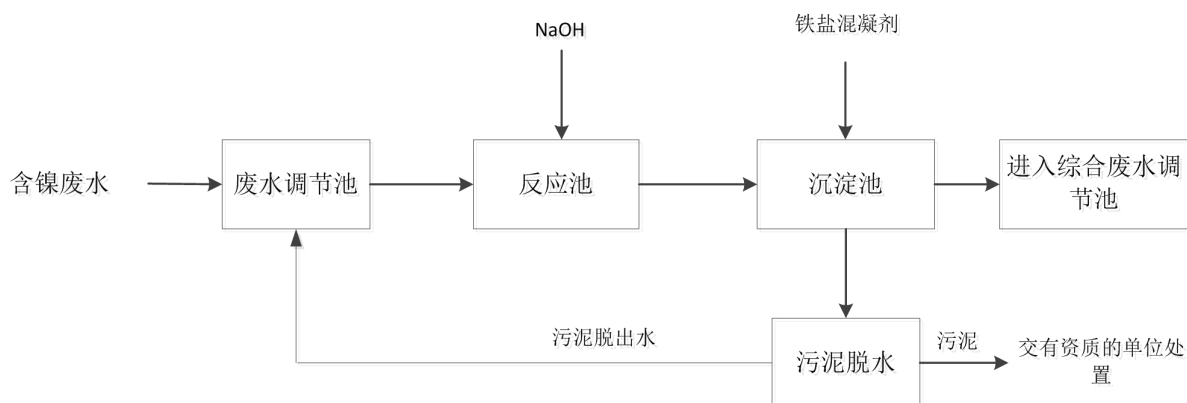 NaOH
铁盐混凝剂
含镍废水
废水调节池
反应池
沉淀池
进入综合废水调
节池
污泥脱出水
污泥脱水
污泥
交有资质的单位处
置